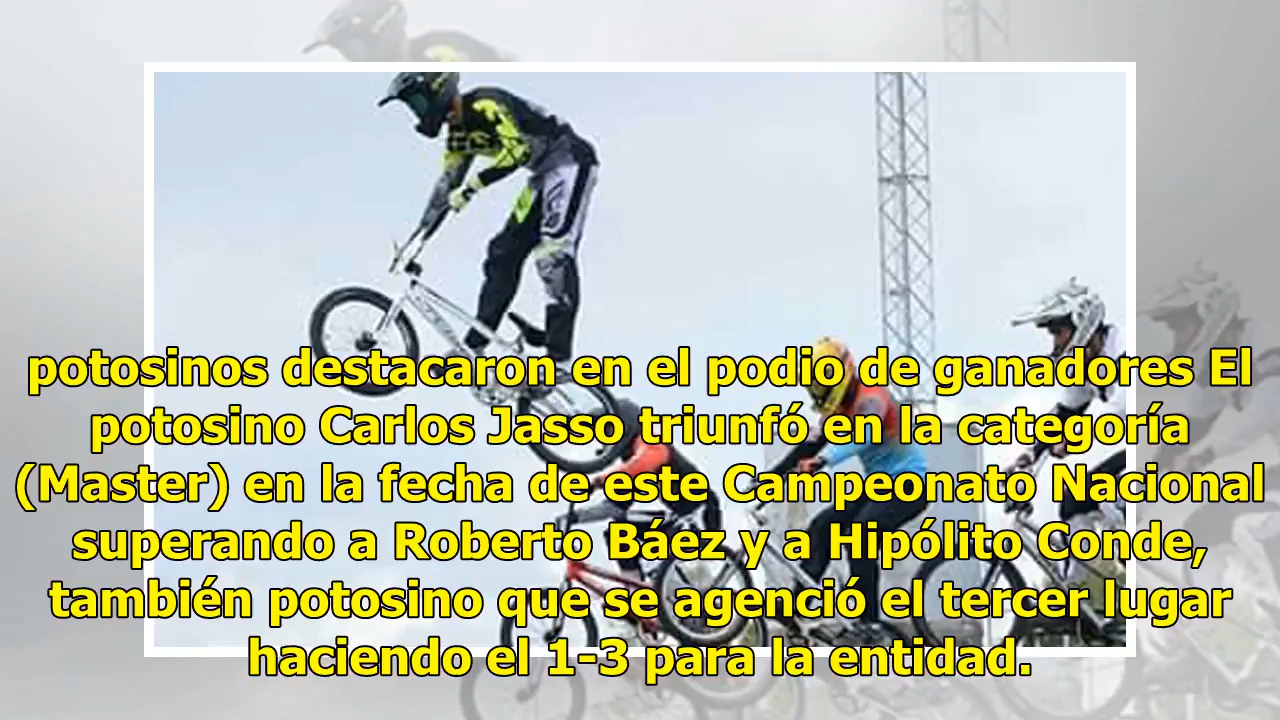 potosinos destacaron en el podio de ganadores El
potosino Carlos Jasso triunfó en la categoría
(Master) en la fecha de este Campeonato Nacional
superando a Roberto Báez y a Hipólito Conde,
también potosino que se agenció el tercer lugar
haciendo el 1-3 para la entidad.